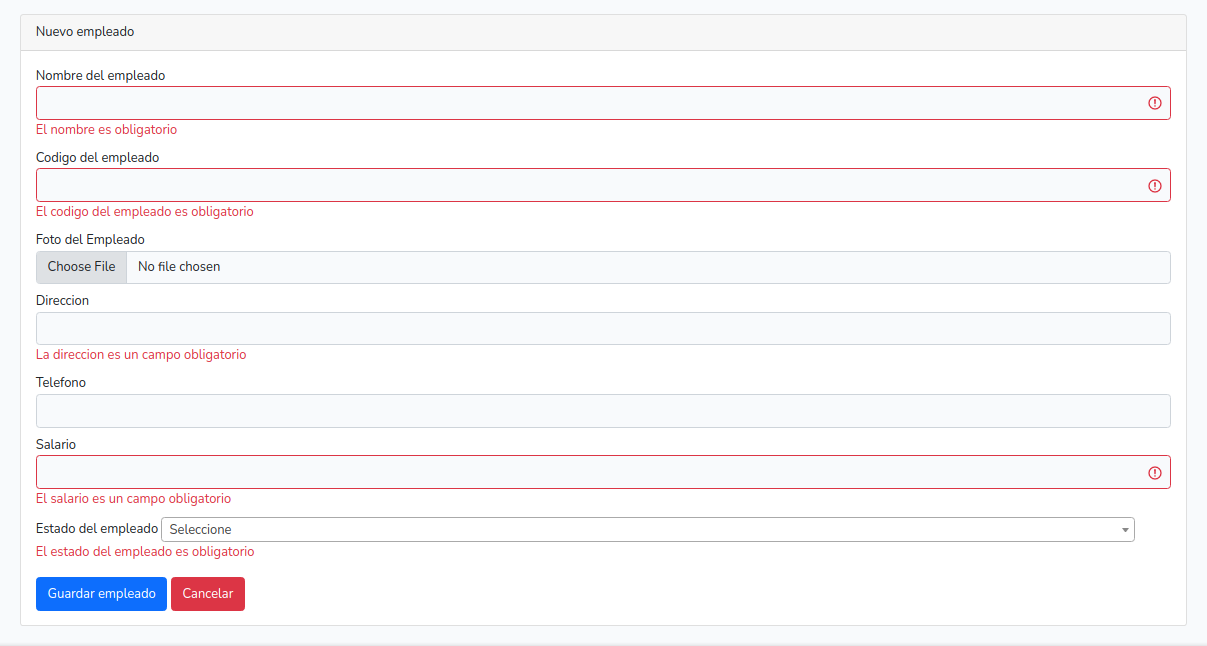 Nuevo empleado
Nombre del empleado
El nombre es obligatorio
Codigo del empleado
El codigo del empleado es obligatorio
Foto del Empleado
Choose File No file chosen
Direccion
La direccion es un campo obligatorio
Telefono
Salario
El salario es un campo obligatorio
Estado del empleado Seleccione
El estado del empleado es obligatorio
Guardar empleado Cancelar